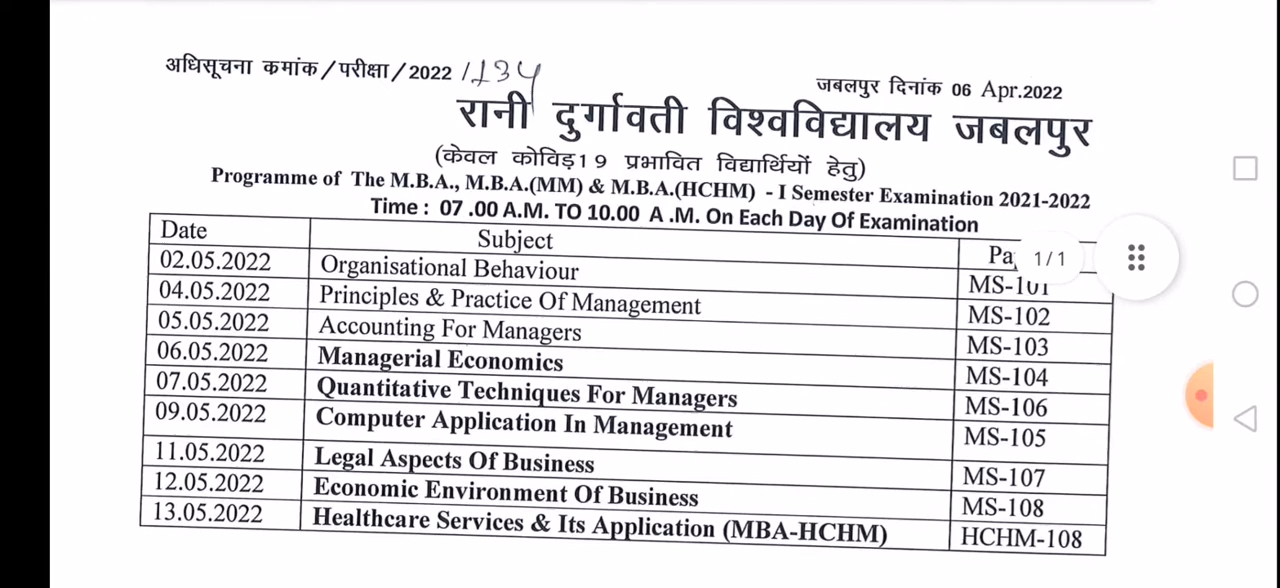 अधिसूचना कमांक/परीक्षा/2022 /134
जबलपुर दिनांक 06 Apr.2022
रानी दुर्गावती विश्वविद्यालय जबलपुर
(केवल कोविड़19 प्रभावित विद्यार्थियों हेतु)
Programme of The M.B.A., M.B.A.(MM) & M.B.A.(HCHM) - I Semester Examination 2021-2022
Time : 07 .00 A.M. TO 10.00 A .M. On Each Day Of Examination
Date Subject
02.05.2022 Organisational Behaviour MS-101
04.05.2022 Principles & Practice Of Management MS-102
05.05.2022 Accounting For Managers MS-103
06.05.2022 Managerial Economics MS-104
07.05.2022 Quantitative Techniques For Managers MS-106
09.05.2022 Computer Application In Management MS-105
11.05.2022 Legal Aspects Of Business MS-107
12.05.2022 Economic Environment Of Business MS-108
13.05.2022 Healthcare Services & Its Application (MBA-HCHM) HCHM-108
1/1